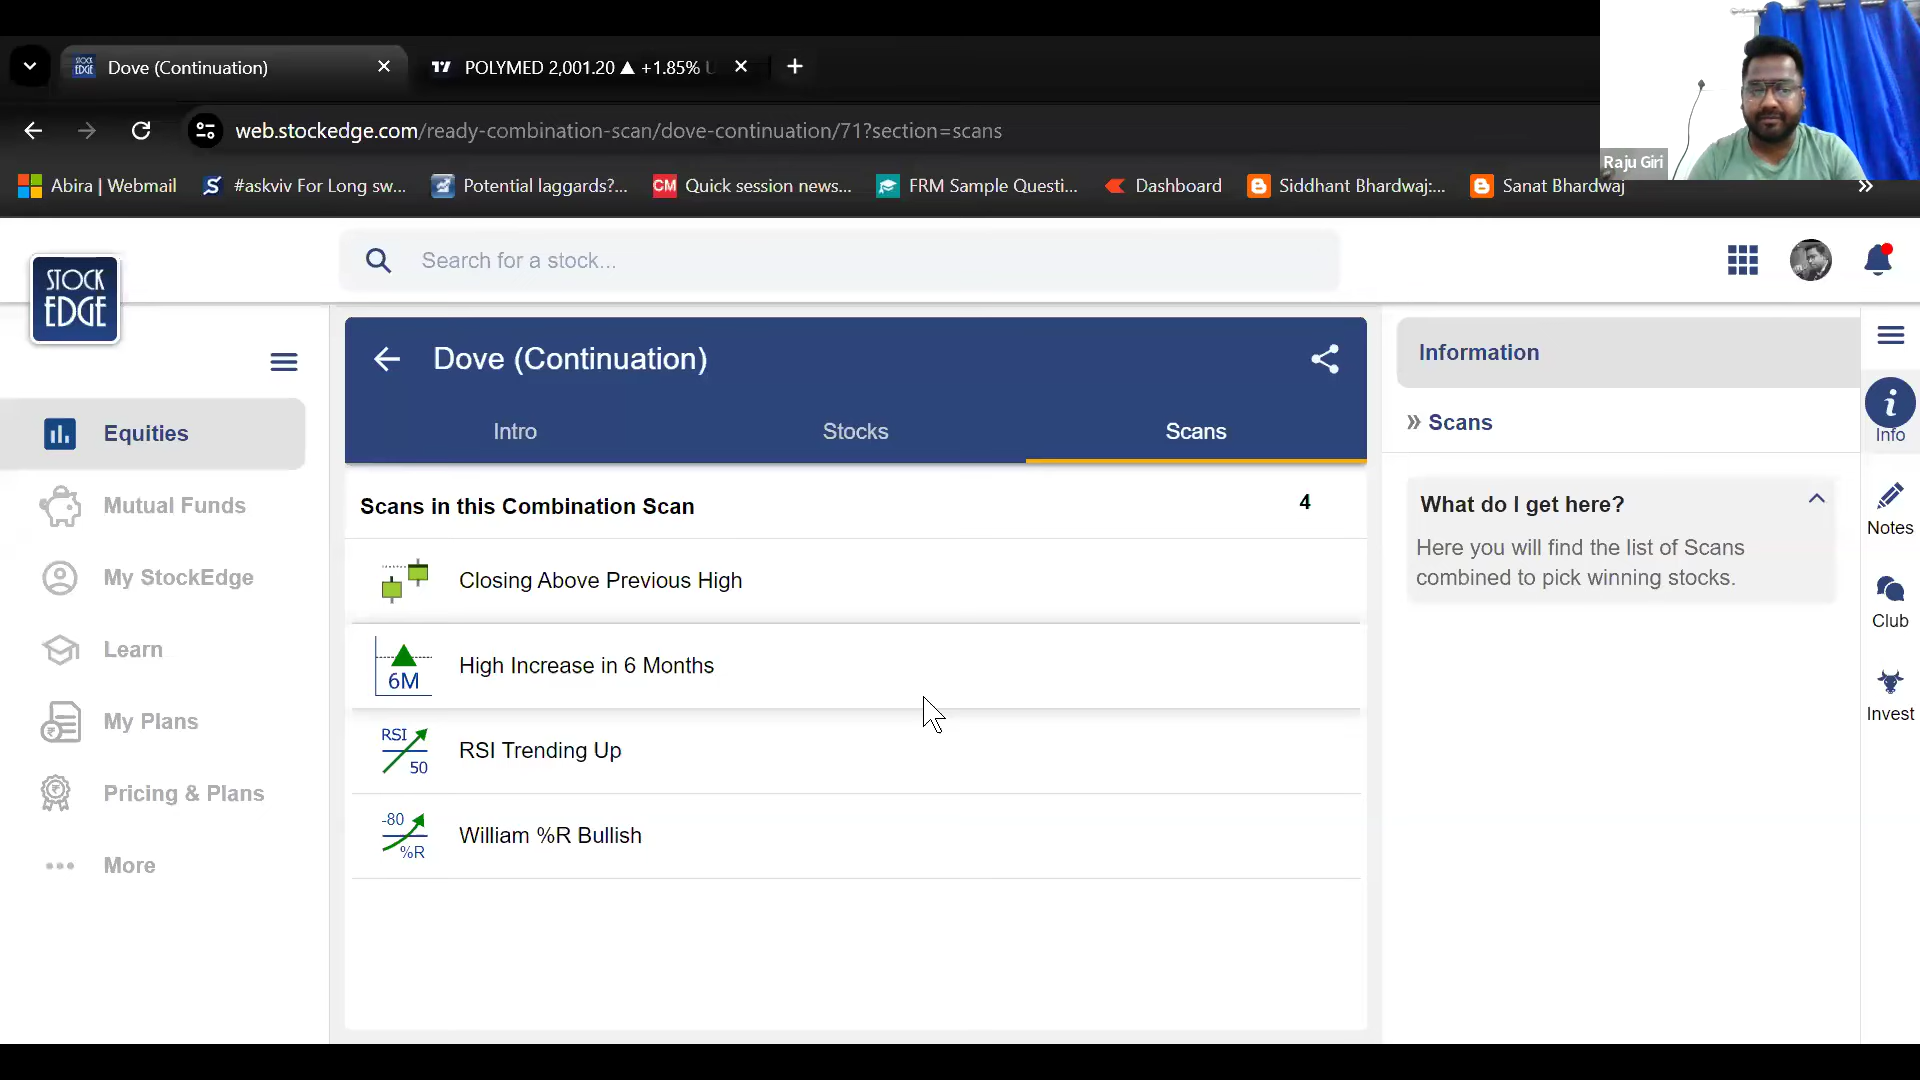 Dove (Continuation)
POLYMED 2,001.20 ▲ +1.85% U
web.stockedge.com/ready-combination-scan/dove-continuation/71?section=scans
Raju Giri
Abira | Webmail
#askviv For Long sw...
Potential laggards?...
CM Quick session news...
FRM Sample Questi...
Dashboard
Siddhant Bhardwaj:...
Sanat Bhardwaj
STOCK
EDGE
Search for a stock...
Equities
Mutual Funds
My StockEdge
Learn
My Plans
Pricing & Plans
More
Dove (Continuation)
Intro
Stocks
Scans
Scans in this Combination Scan
4
Closing Above Previous High
6M
High Increase in 6 Months
RSI
50
RSI Trending Up
-80
%R
William %R Bullish
Information
» Scans
What do I get here?
Here you will find the list of Scans
combined to pick winning stocks.
Info
Notes
Club
Invest